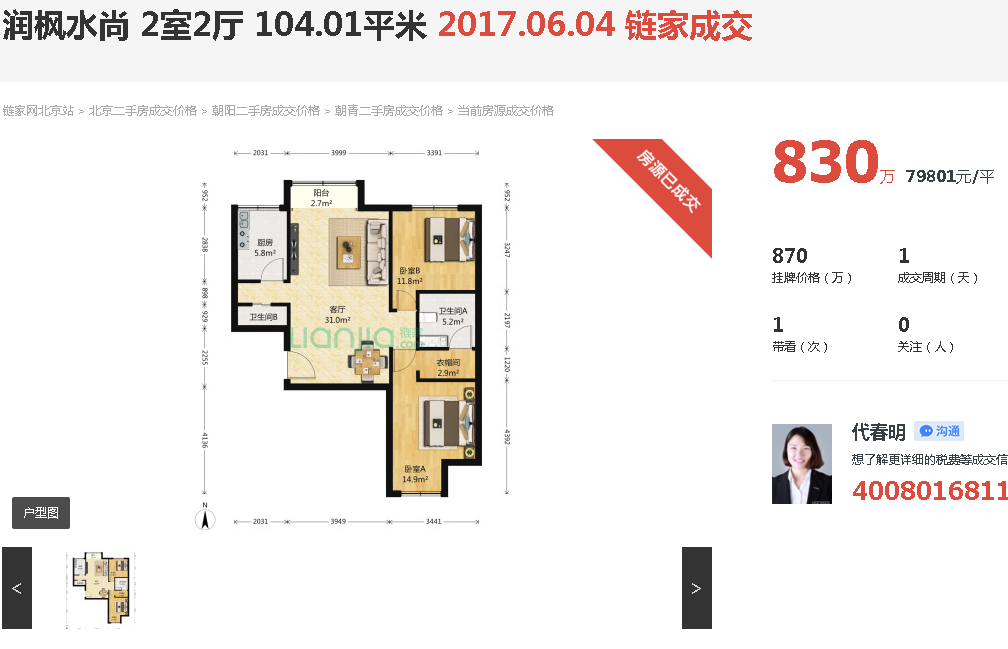 润枫水尚 2室2厅 104.01平米 2017.06.04 链家成交
链家网北京站 > 北京二手房成交价格 > 朝阳二手房成交价格 > 朝青二手房成交价格 > 当前房源成交价格
房源已成交
2031 3999 3391
952
2838
898
929
2255
4136
952
3247
2197
1220
4392
阳台
2.7m²
厨房
5.8m²
卧室B
11.8m²
客厅
31.0m²
卫生间A
5.2m²
卫生间B
Lianjia 链家
.com
衣帽间
2.9m²
卧室A
14.9m²
N
2031 3949 3441
户型图
<
>
830万 79801元/平
870
挂牌价格（万）
1
成交周期（天）
1
带看（次）
0
关注（人）
代春明 沟通
想了解更详细的税费等成交信
4008016811